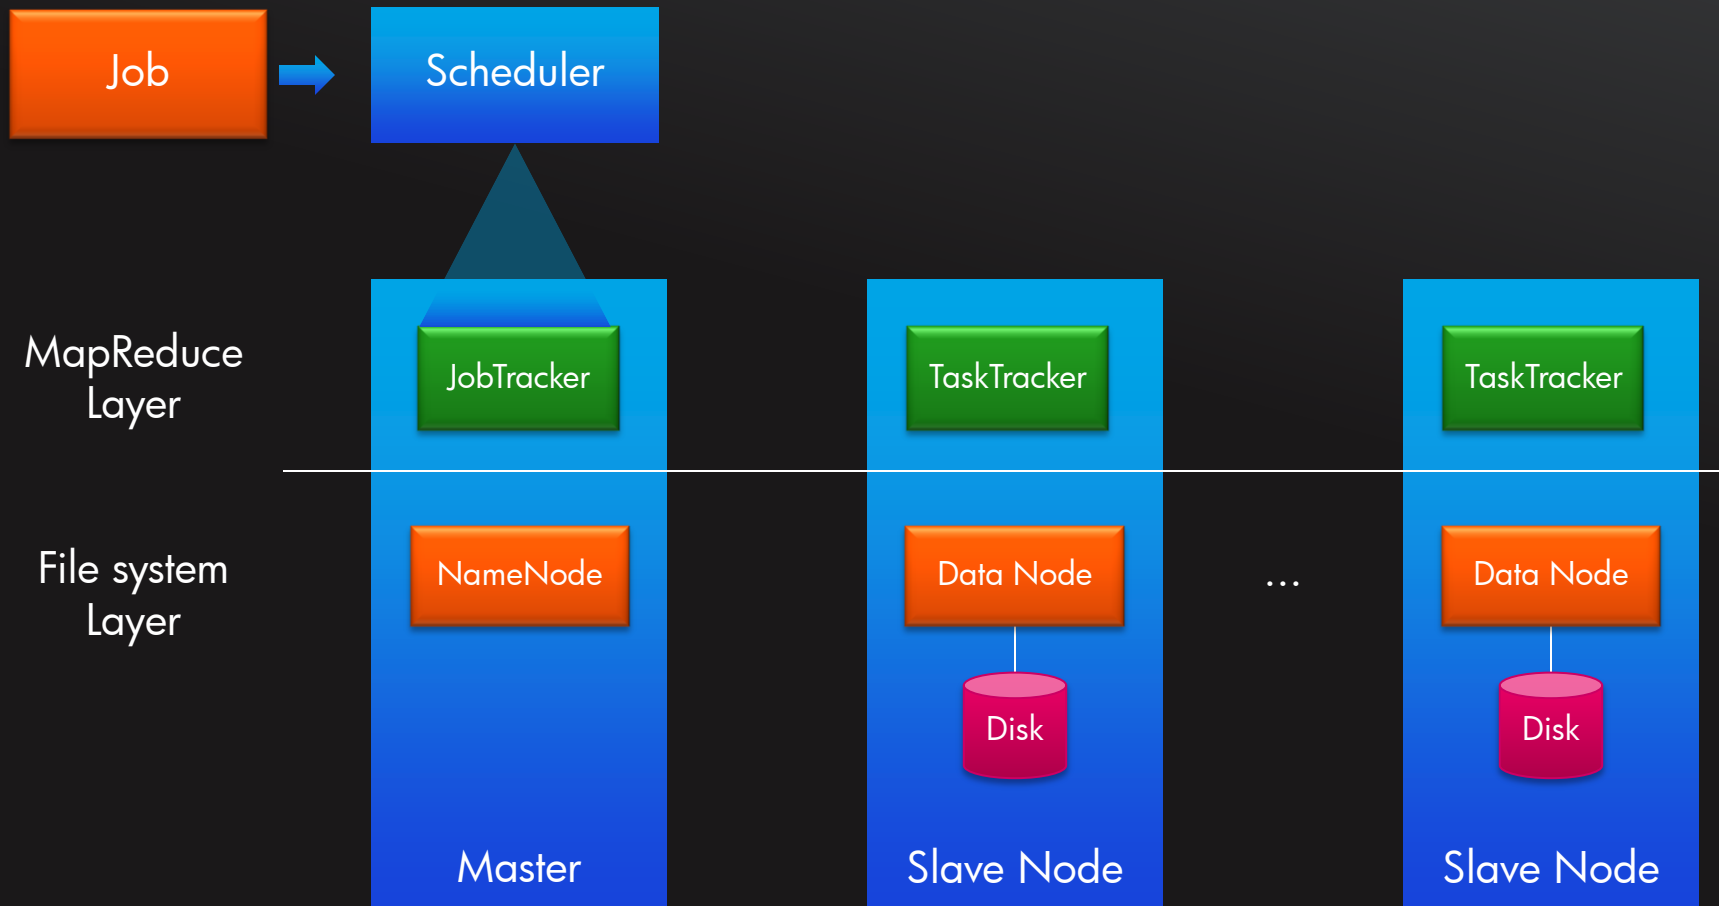 Job
Scheduler
MapReduce
Layer
JobTracker
TaskTracker
TaskTracker
File system
Layer
NameNode
Data Node
...
Data Node
Disk
Disk
Master
Slave Node
Slave Node